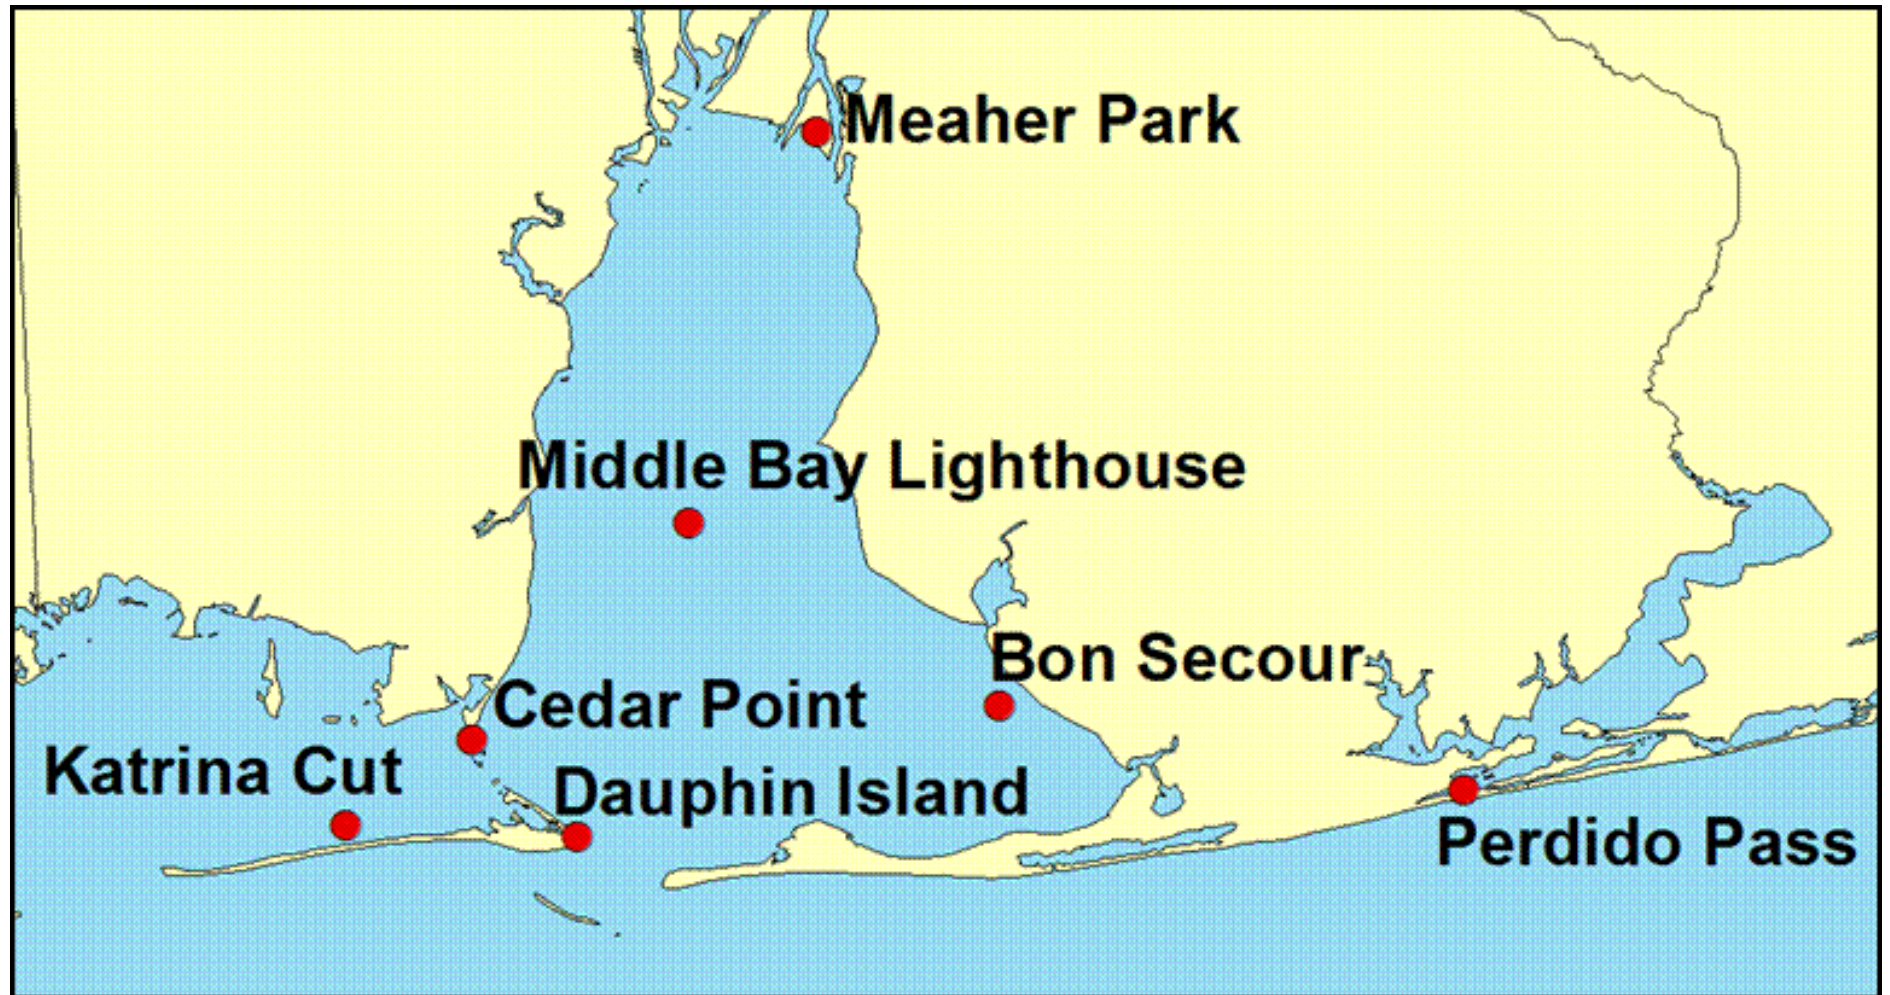 Meaher Park
Middle Bay Lighthouse
Bon Secour
Cedar Point
Katrina Cut
Dauphin Island
Perdido Pass